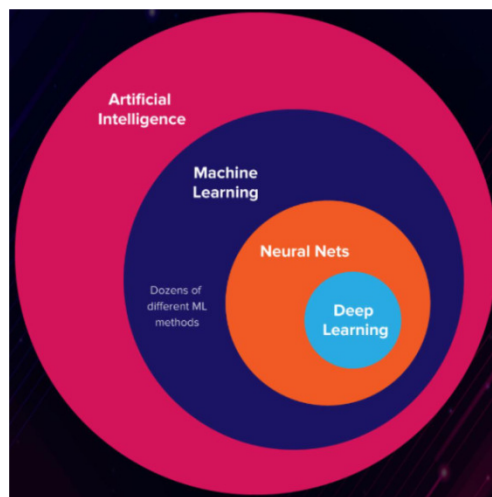 Artificial
Intelligence
Machine
Learning
Neural Nets
Dozens of
different ML
methods
Deep
Learning